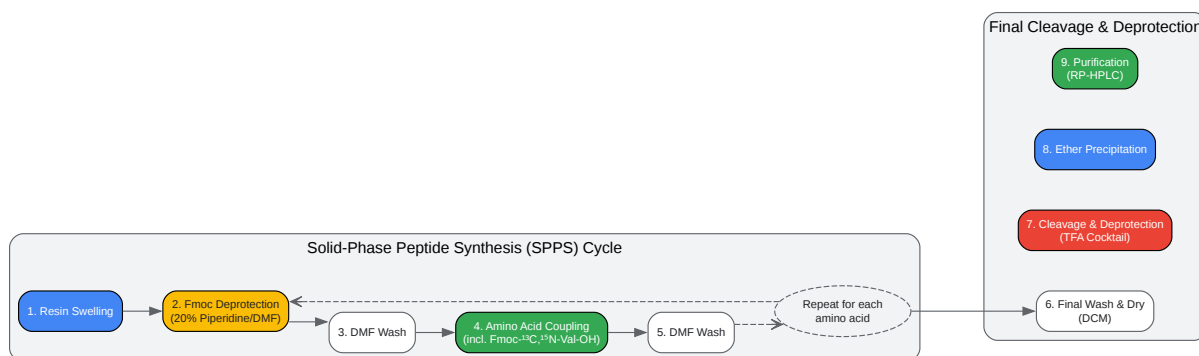 Final Cleavage & Deprotection
9. Purification
(RP-HPLC)
8. Ether Precipitation
7. Cleavage & Deprotection
(TFA Cocktail)
6. Final Wash & Dry
(DCM)
Solid-Phase Peptide Synthesis (SPPS) Cycle
1. Resin Swelling
2. Fmoc Deprotection
(20% Piperidine/DMF)
3. DMF Wash
4. Amino Acid Coupling
(incl. Fmoc-¹³C,¹⁵N-Val-OH)
5. DMF Wash
Repeat for each
amino acid